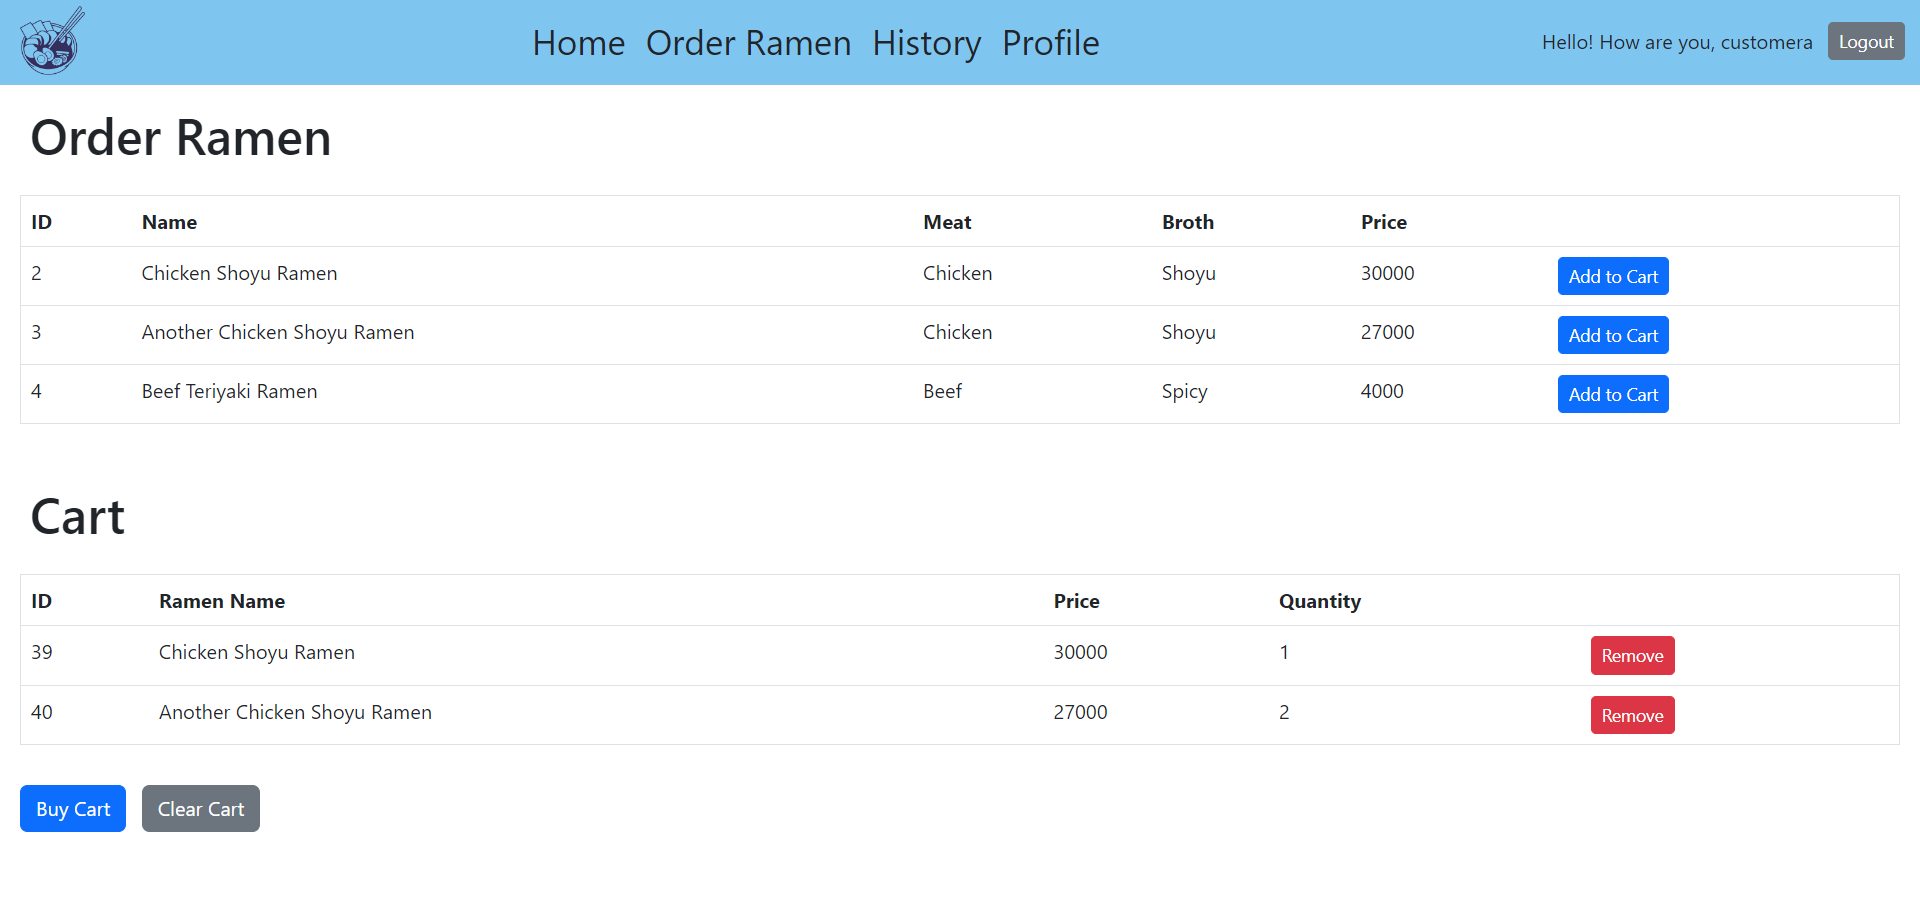 Home Order Ramen History Profile Hello! How are you, customera Logout
Order Ramen
ID Name Meat Broth Price
2 Chicken Shoyu Ramen Chicken Shoyu 30000 Add to Cart
3 Another Chicken Shoyu Ramen Chicken Shoyu 27000 Add to Cart
4 Beef Teriyaki Ramen Beef Spicy 4000 Add to Cart
Cart
ID Ramen Name Price Quantity
39 Chicken Shoyu Ramen 30000 1 Remove
40 Another Chicken Shoyu Ramen 27000 2 Remove
Buy Cart Clear Cart